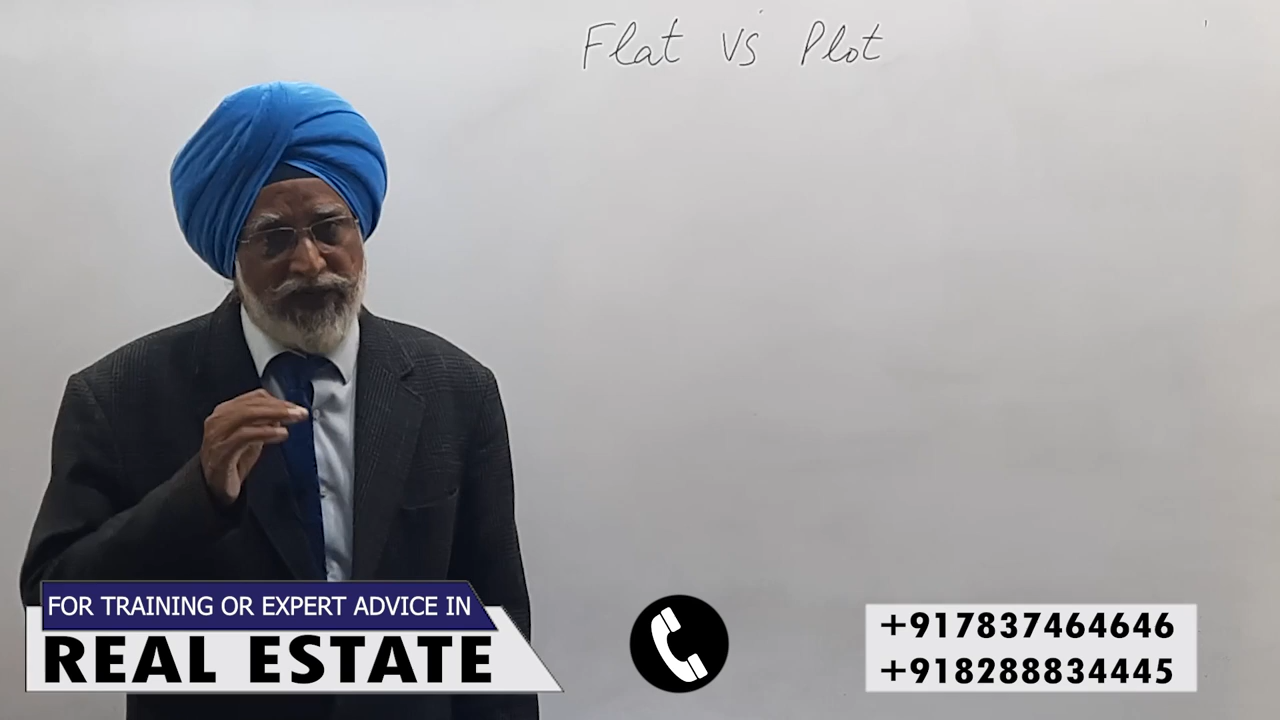 Flat vs Plot
FOR TRAINING OR EXPERT ADVICE IN
REAL ESTATE
+917837464646
+918288834445